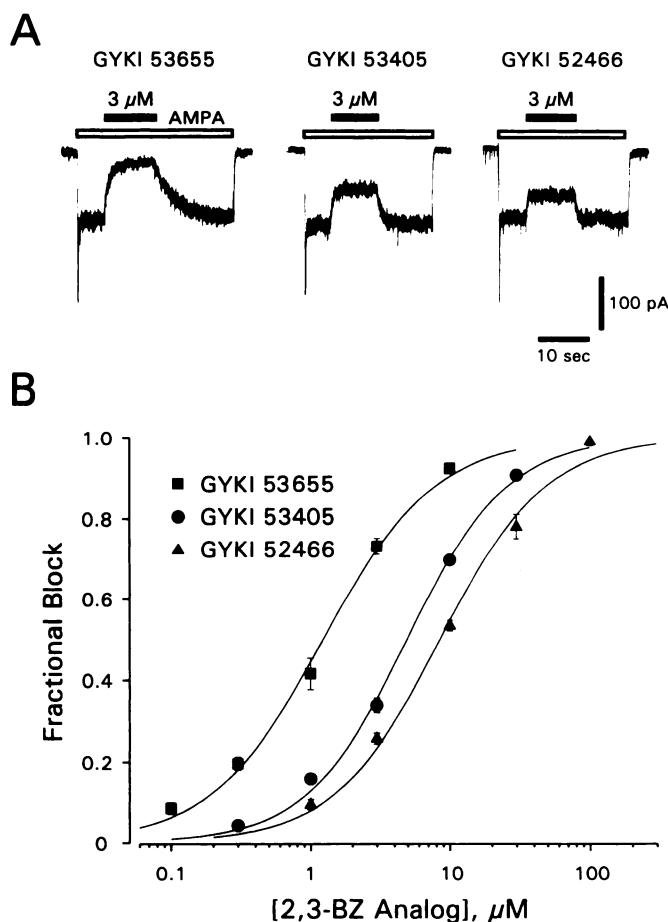 A
GYKI 53655 GYKI 53405 GYKI 52466
3 μM 3 μM 3 μM
AMPA
100 pA
10 sec
B
1.0
0.8
0.6
0.4
0.2
0
Fractional Block
GYKI 53655
GYKI 53405
GYKI 52466
0.1 1 10 100
[2,3-BZ Analog], μM